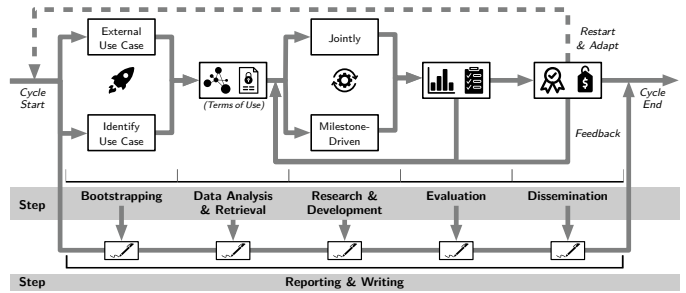 External
Use Case
Jointly
Restart
& Adapt
Cycle
Start
(Terms of Use)
$
Cycle
End
Identify
Use Case
Milestone-
Driven
Feedback
Step
Bootstrapping
Data Analysis
& Retrieval
Research &
Development
Evaluation
Dissemination
Step
Reporting & Writing